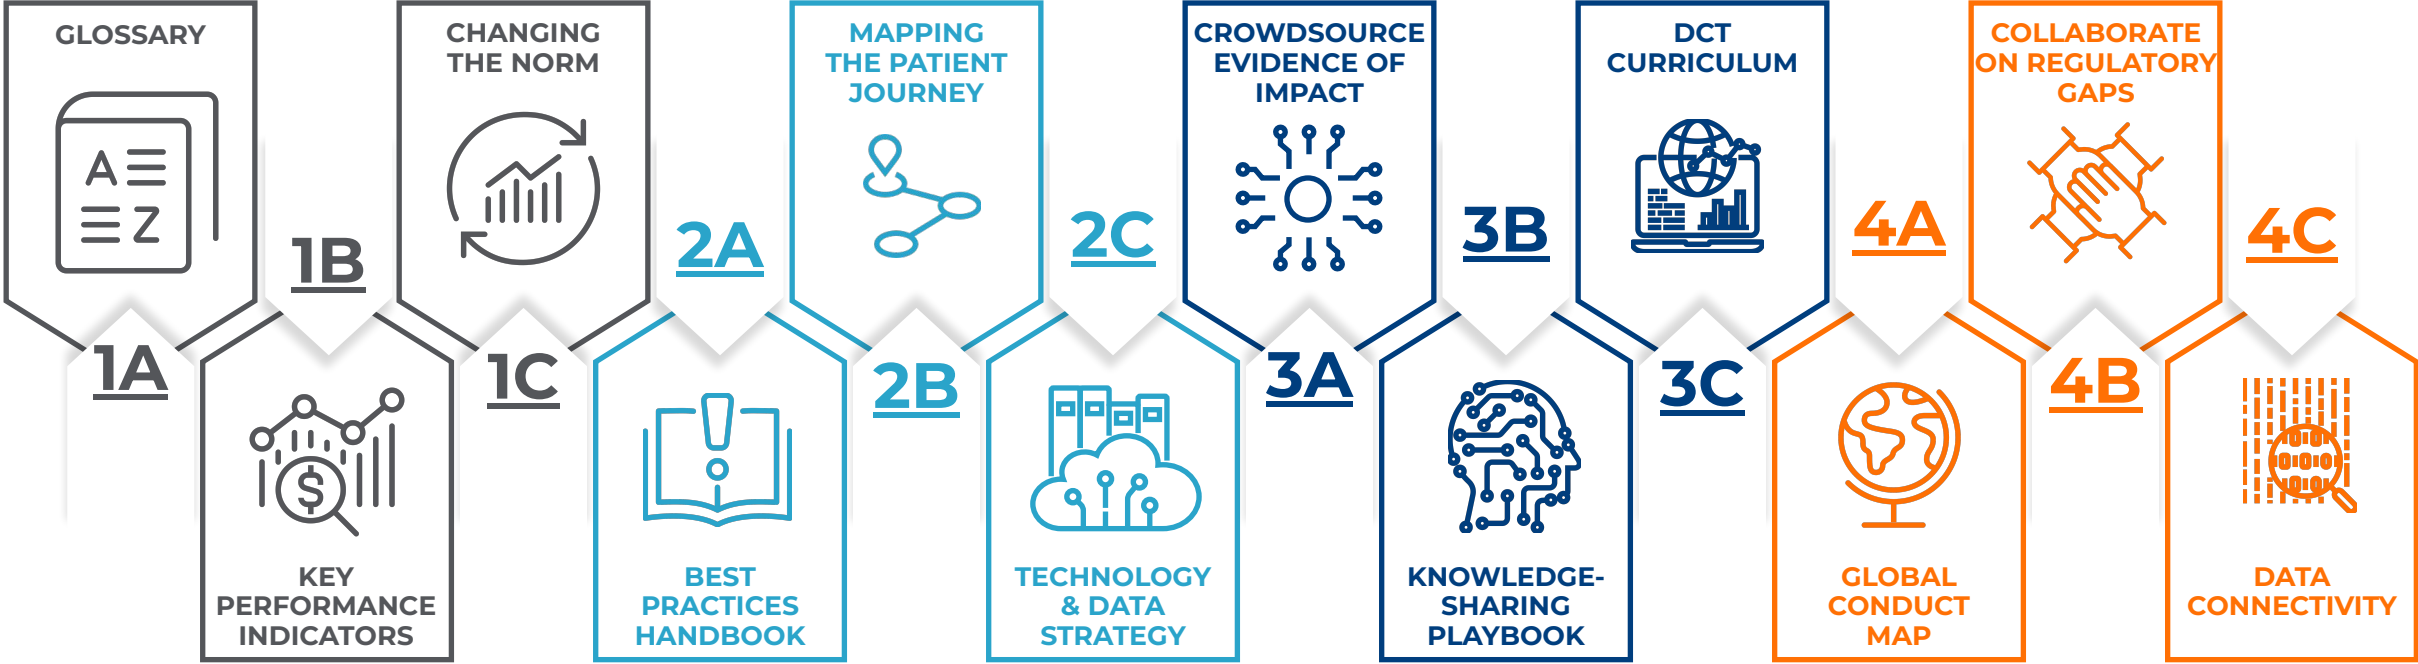 GLOSSARY
1A
1B
KEY
PERFORMANCE
INDICATORS
CHANGING
THE NORM
1C
2A
BEST
PRACTICES
HANDBOOK
MAPPING
THE PATIENT
JOURNEY
2B
2C
TECHNOLOGY
& DATA
STRATEGY
CROWDSOURCE
EVIDENCE OF
IMPACT
3A
3B
KNOWLEDGE-
SHARING
PLAYBOOK
DCT
CURRICULUM
3C
4A
GLOBAL
CONDUCT
MAP
COLLABORATE
ON REGULATORY
GAPS
4B
4C
DATA
CONNECTIVITY